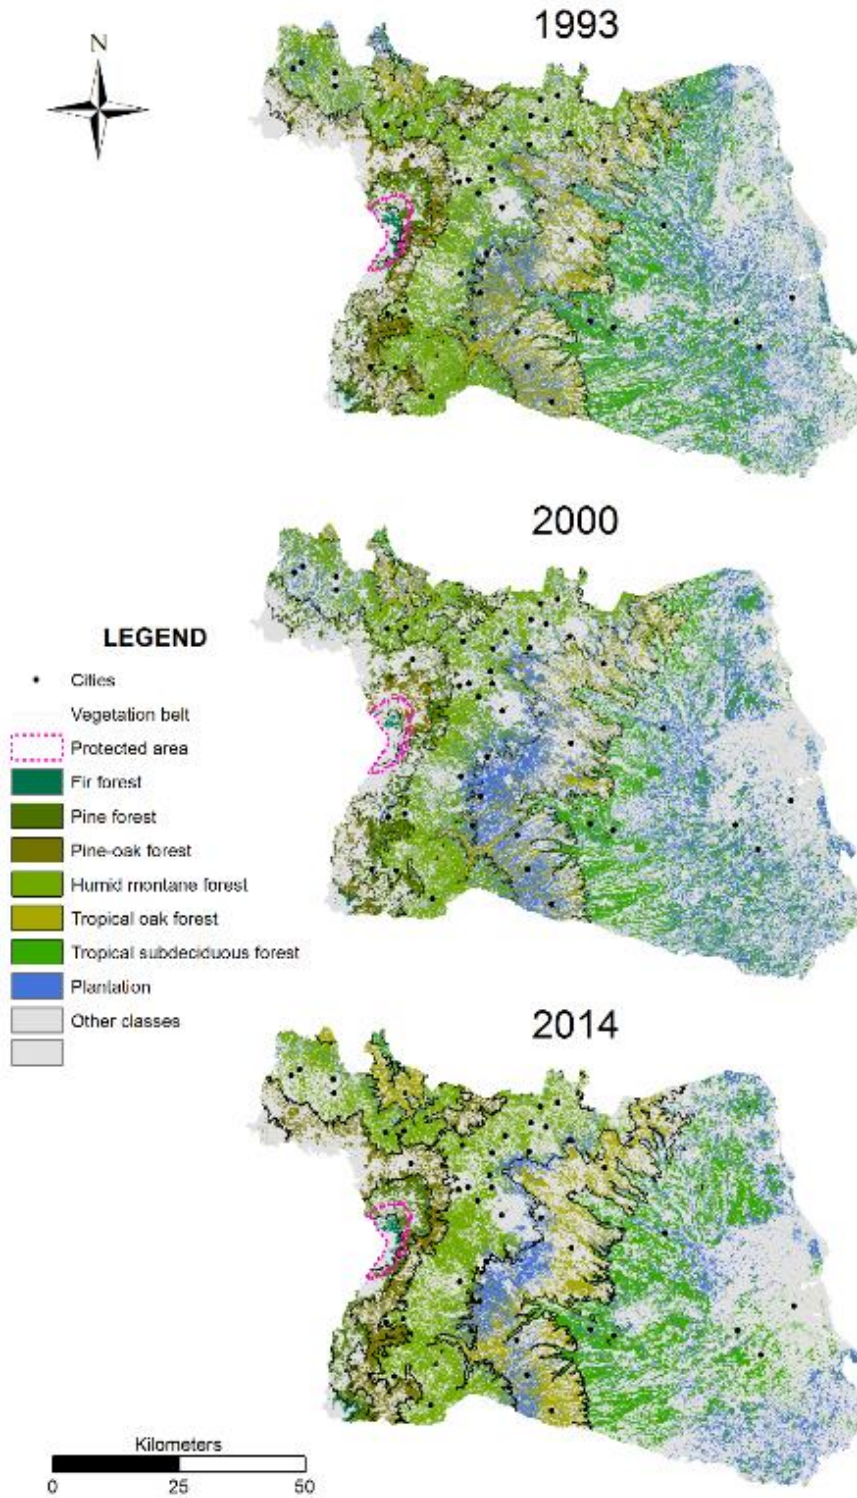 1993
N
2000
LEGEND
Cities
Vegetation belt
Protected area
Fir forest
Pine forest
Pine-oak forest
Humid montane forest
Tropical oak forest
Tropical subdeciduous forest
Plantation
Other classes
2014
Kilometers
0 25 50